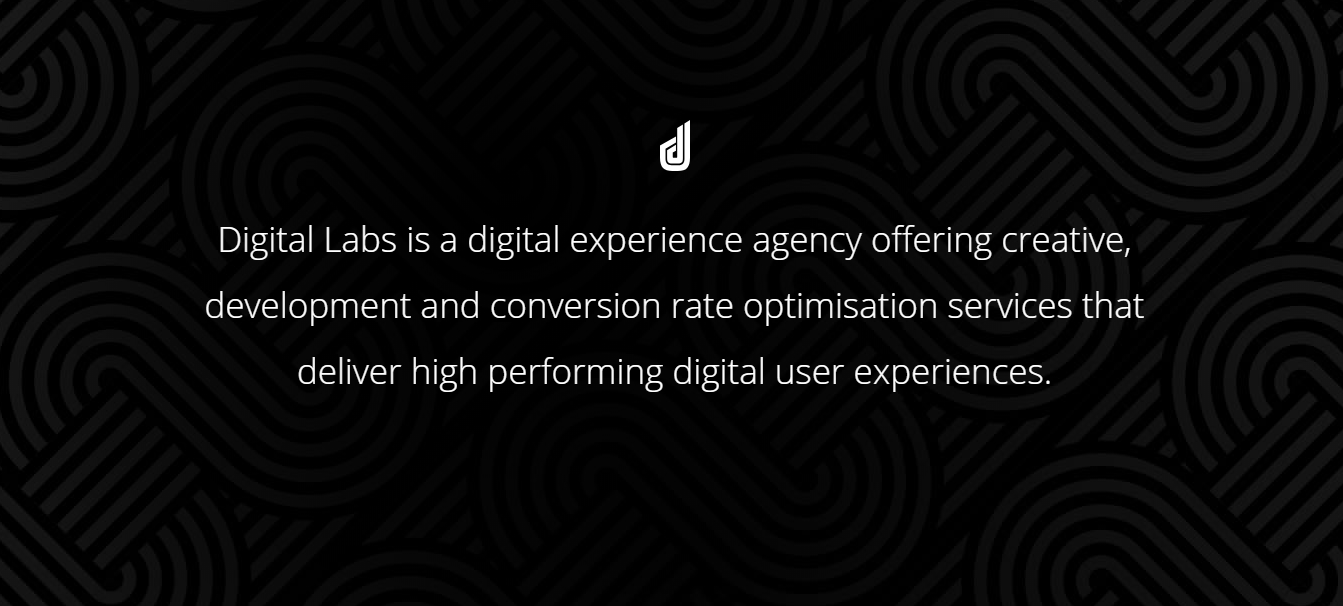 Digital Labs is a digital experience agency offering creative,
development and conversion rate optimisation services that
deliver high performing digital user experiences.